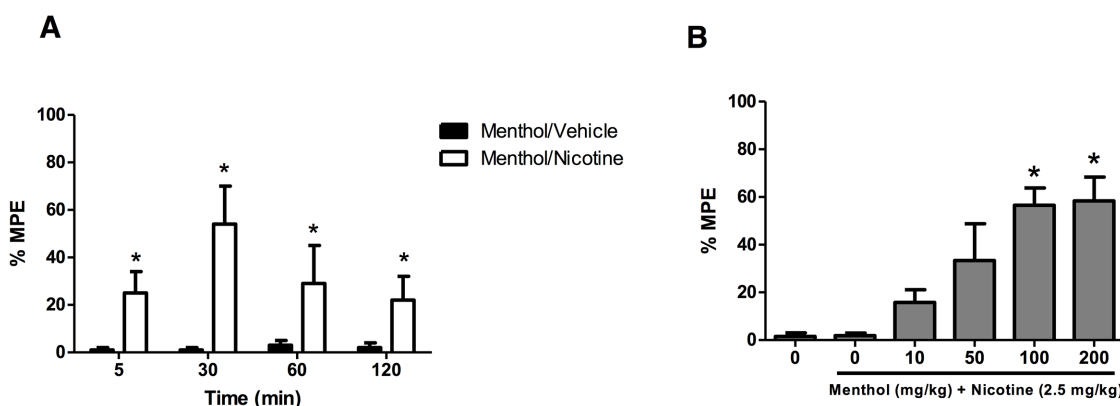 A
100
80
60
40
20
0
% MPE
*
*
*
*
5 30 60 120
Time (min)
Menthol/Vehicle
Menthol/Nicotine
B
100
80
60
40
20
0
% MPE
*
*
0 0 10 50 100 200
Menthol (mg/kg) + Nicotine (2.5 mg/kg)